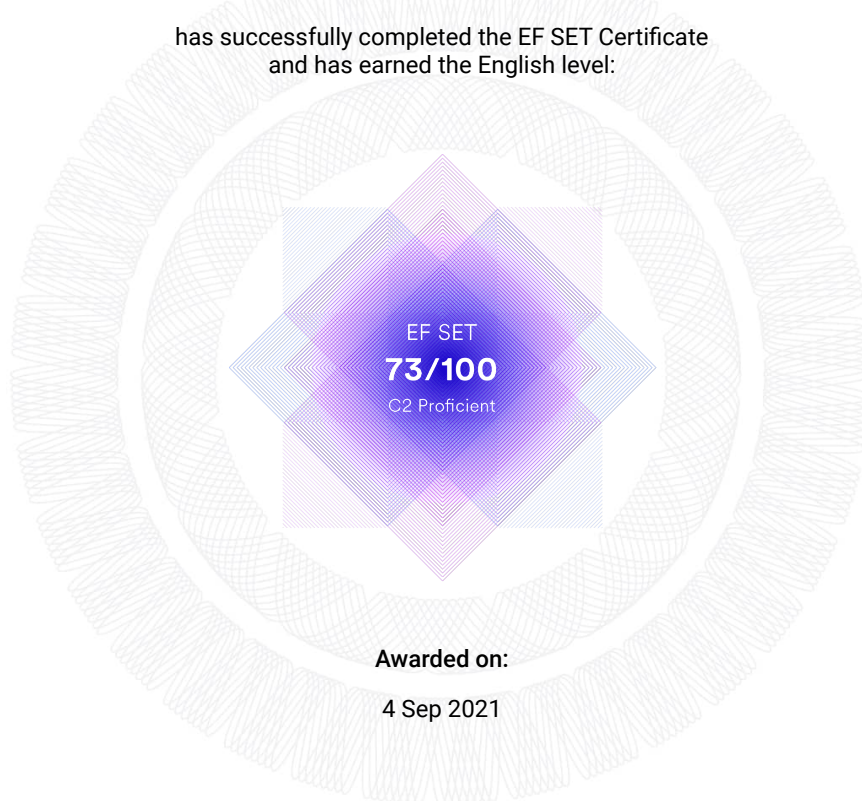 has successfully completed the EF SET Certificate
and has earned the English level:
EF SET
73/100
C2 Proficient
Awarded on:
4 Sep 2021